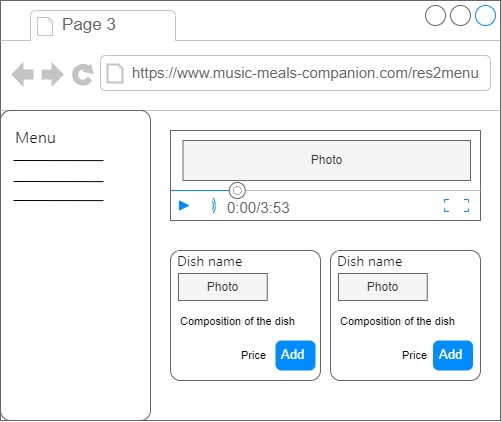 Page 3
https://www.music-meals-companion.com/res2menu
Menu
Photo
0:00/3:53
Dish name
Photo
Composition of the dish
Price Add
Dish name
Photo
Composition of the dish
Price Add